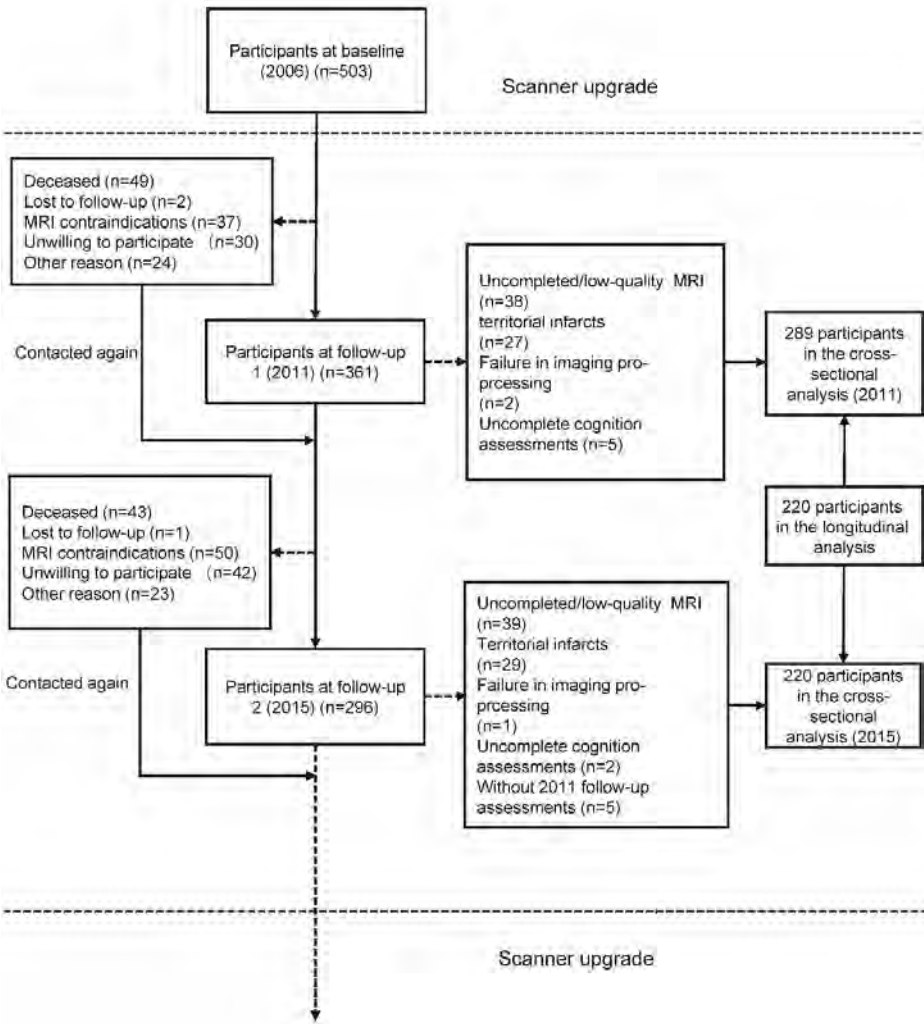 Participants at baseline
(2006) (n=503)
Scanner upgrade
Deceased (n=49)
Lost to follow-up (n=2)
MRI contraindications (n=37)
Unwilling to participate (n=30)
Other reason (n=24)
Contacted again
Participants at follow-up
1 (2011) (n=361)
Uncompleted/low-quality MRI
(n=38)
territorial infarcts
(n=27)
Failure in imaging pro-
prcessing
(n=2)
Uncomplete cognition
assessments (n=5)
289 participants
in the cross-
sectional
analysis (2011)
220 participants
in the longitudinal
analysis
Deceased (n=43)
Lost to follow-up (n=1)
MRI contraindications (n=50)
Unwilling to participate (n=42)
Other reason (n=23)
Contacted again
Participants at follow-up
2 (2015) (n=296)
Uncompleted/low-quality MRI
(n=39)
Territorial infarcts
(n=29)
Failure in imaging pro-
prcessing
(n=1)
Uncomplete cognition
assessments (n=2)
Without 2011 follow-up
assessments (n=5)
220 participants
in the cross-
sectional
analysis (2015)
Scanner upgrade